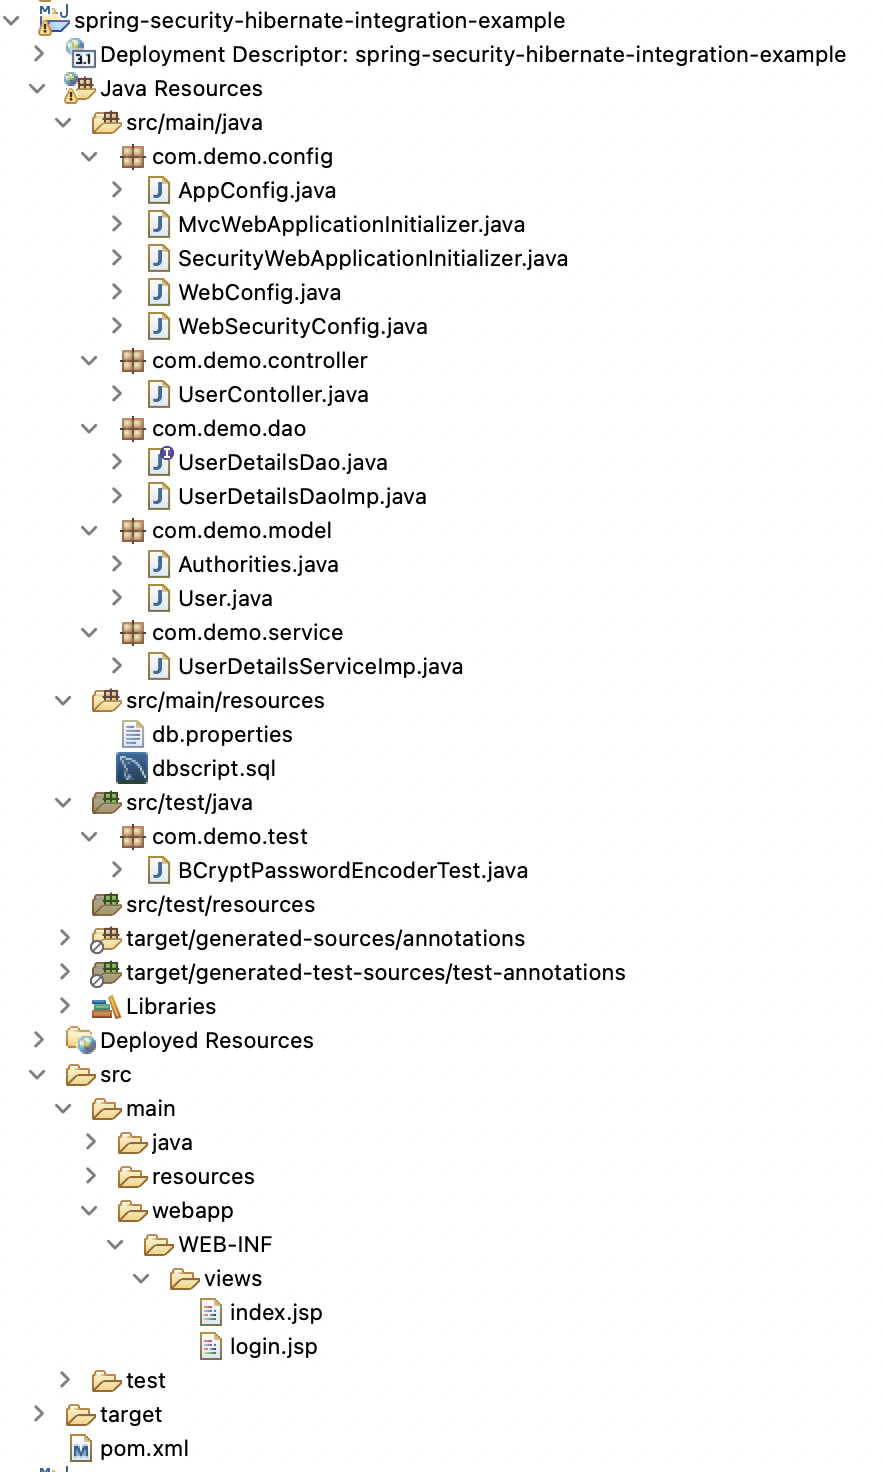 spring-security-hibernate-integration-example
Deployment Descriptor: spring-security-hibernate-integration-example
Java Resources
src/main/java
com.demo.config
AppConfig.java
MvcWebApplicationInitializer.java
SecurityWebApplicationInitializer.java
WebConfig.java
WebSecurityConfig.java
com.demo.controller
UserContoller.java
com.demo.dao
UserDetailsDao.java
UserDetailsDaoImp.java
com.demo.model
Authorities.java
User.java
com.demo.service
UserDetailsServiceImp.java
src/main/resources
db.properties
dbscript.sql
src/test/java
com.demo.test
BCryptPasswordEncoderTest.java
src/test/resources
target/generated-sources/annotations
target/generated-test-sources/test-annotations
Libraries
Deployed Resources
src
main
java
resources
webapp
WEB-INF
views
index.jsp
login.jsp
test
target
pom.xml